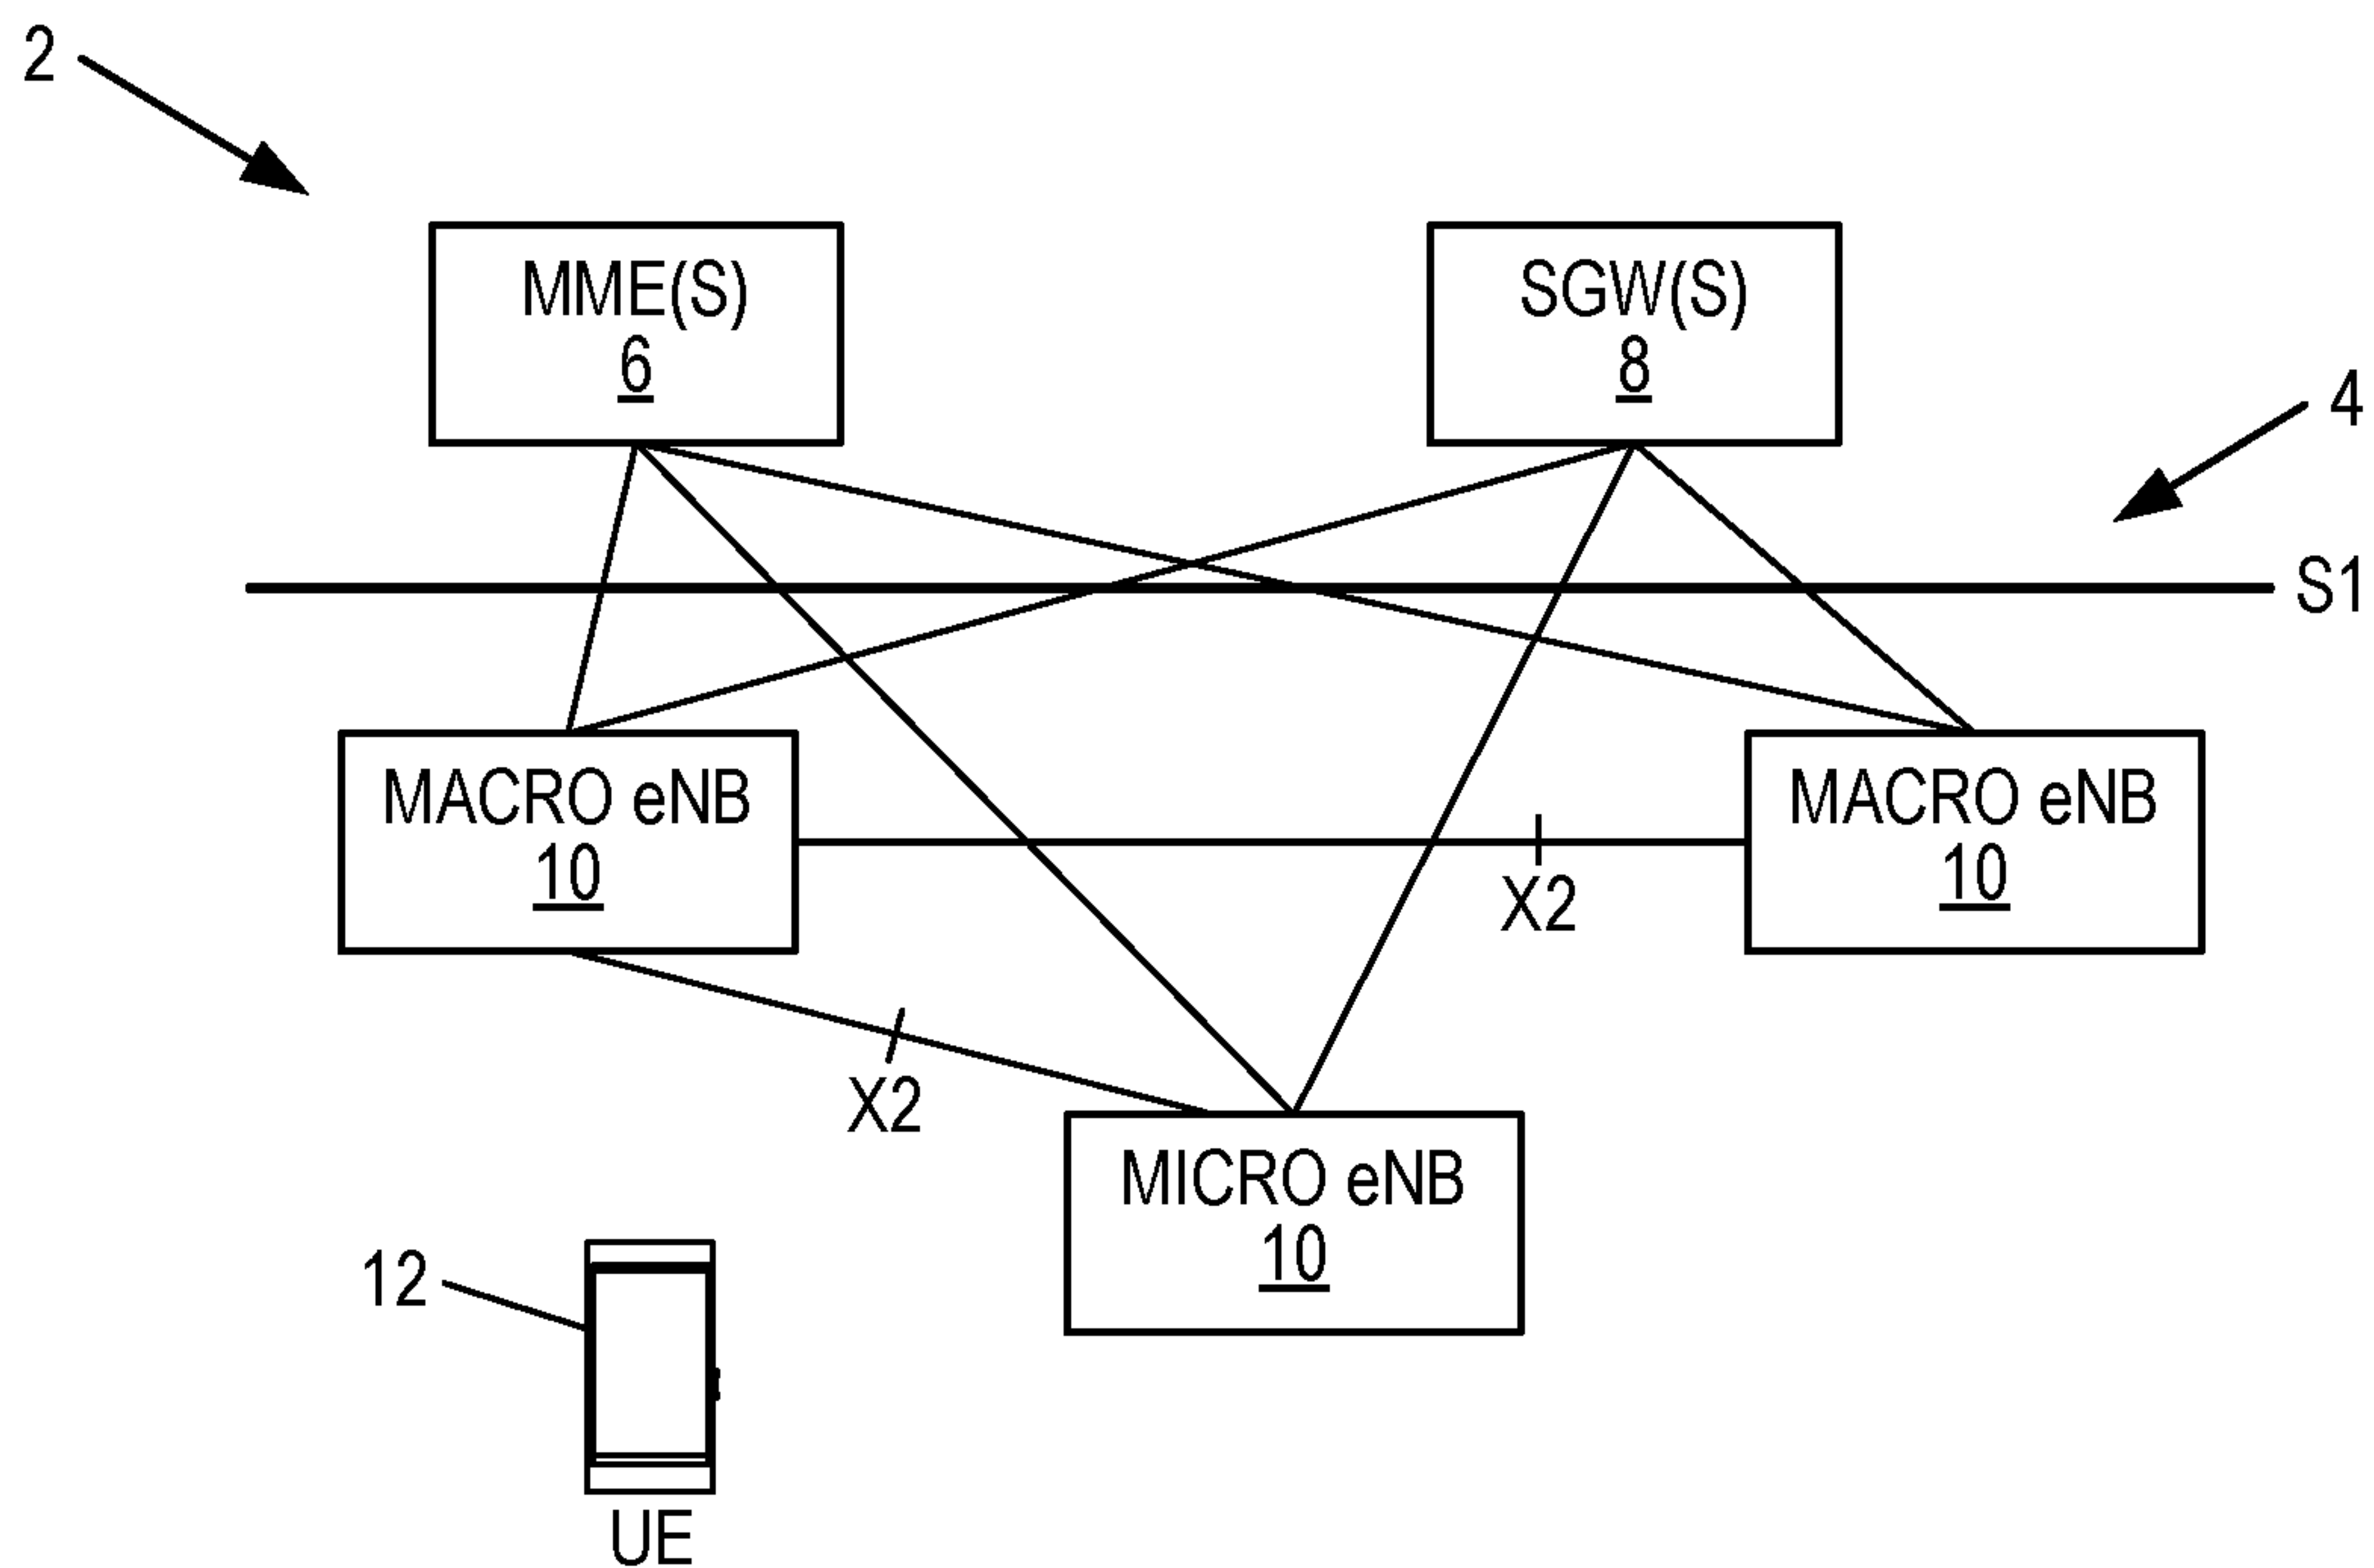 2
MME(S)
6
SGW(S)
8
4
S1
MACRO eNB
10
MACRO eNB
10
X2
X2
MICRO eNB
10
12
UE